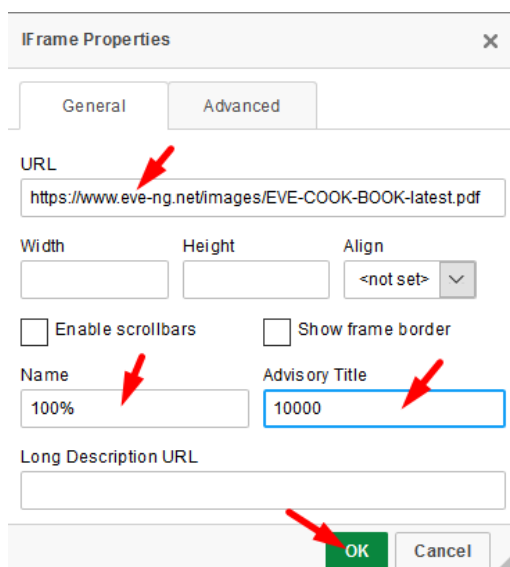 IFrame Properties ×
General Advanced
URL
https://www.eve-ng.net/images/EVE-COOK-BOOK-latest.pdf
Width Height Align
<not set>
Enable scrollbars Show frame border
Name Advisory Title
100% 10000
Long Description URL
OK Cancel